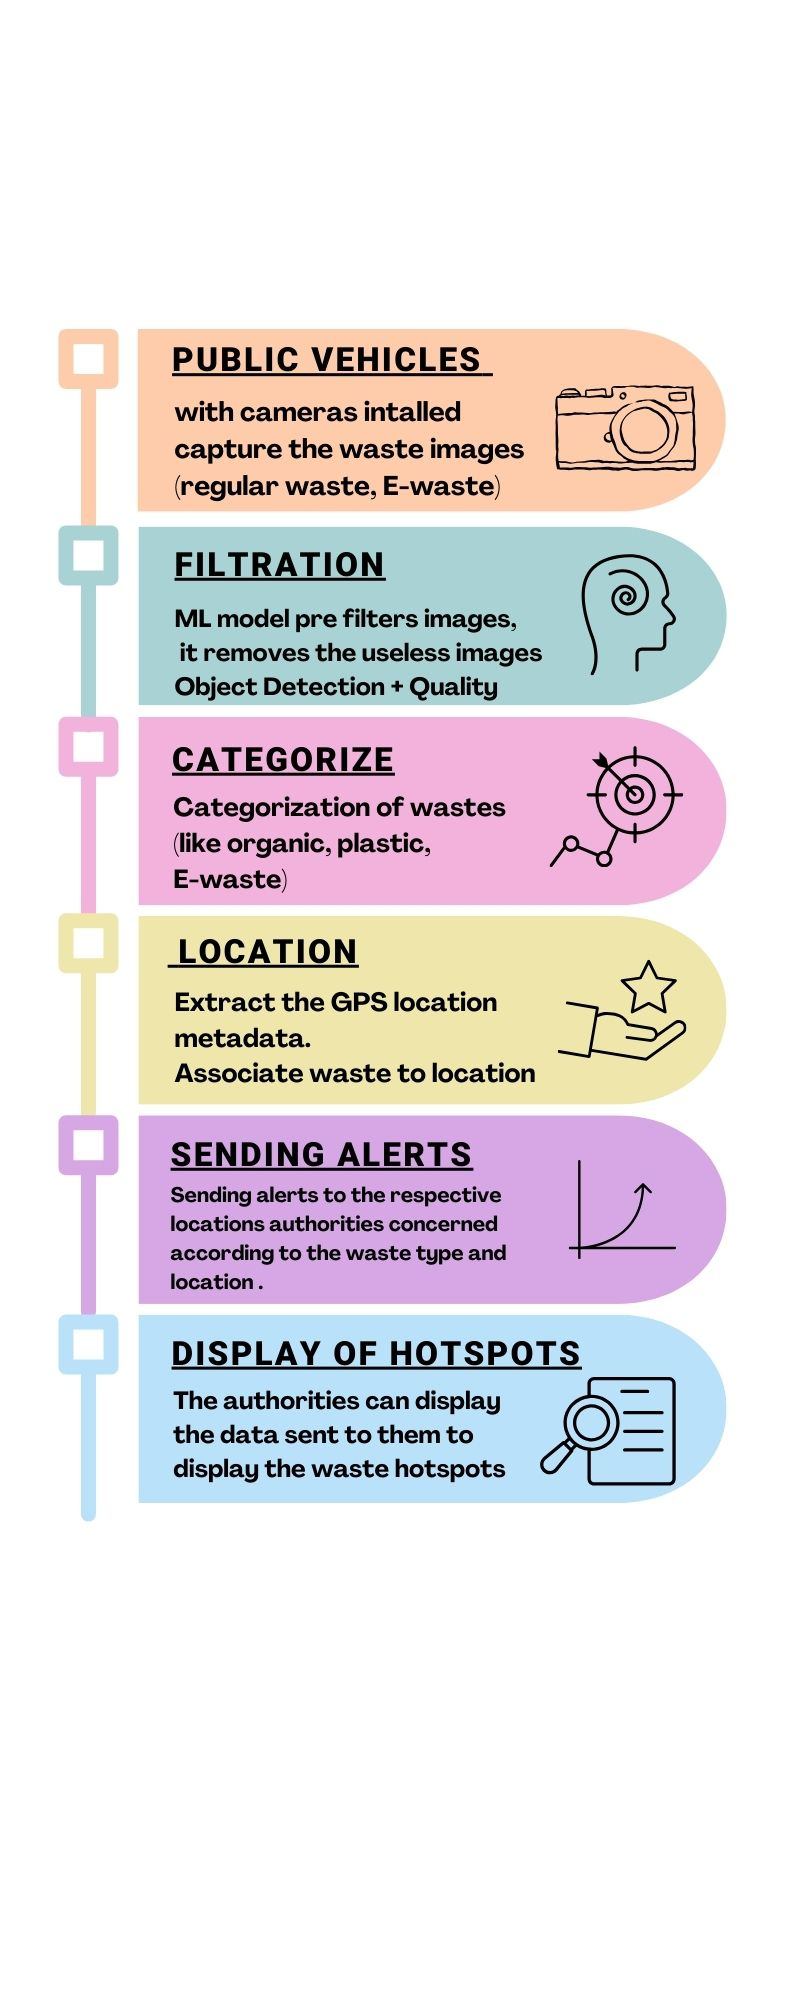 PUBLIC VEHICLES
with cameras intalled
capture the waste images
(regular waste, E-waste)
FILTRATION
ML model pre filters images,
it removes the useless images
Object Detection + Quality
CATEGORIZE
Categorization of wastes
(like organic, plastic,
E-waste)
LOCATION
Extract the GPS location
metadata.
Associate waste to location
SENDING ALERTS
Sending alerts to the respective
locations authorities concerned
according to the waste type and
location .
DISPLAY OF HOTSPOTS
The authorities can display
the data sent to them to
display the waste hotspots